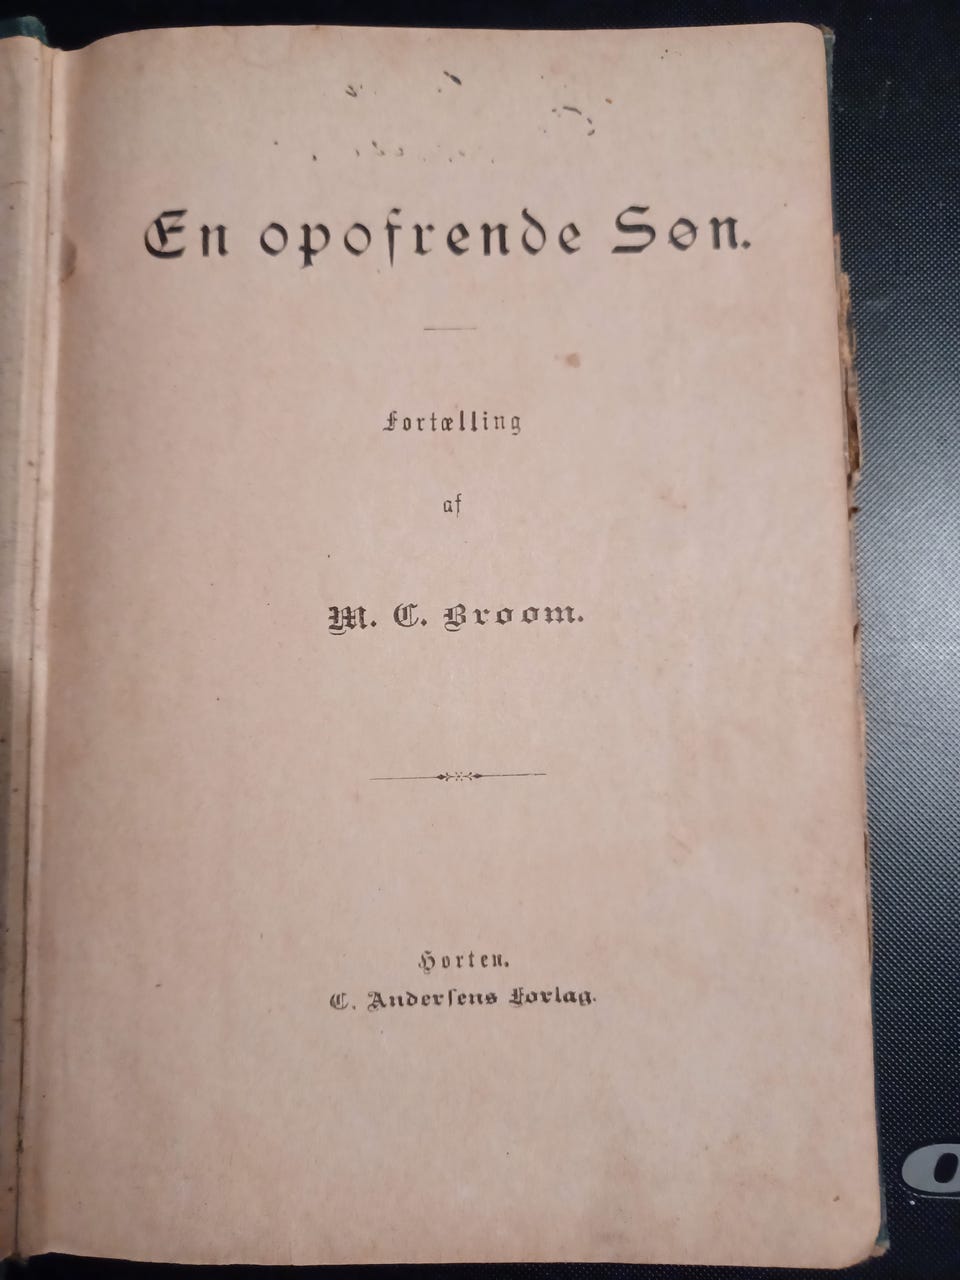 En opofrende Søn.
Fortælling
af
M. C. Broom.
Horten.
C. Andersens Forlag.